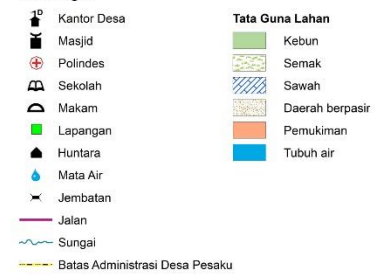 D
Kantor Desa
Masjid
Polindes
Sekolah
Makam
Lapangan
Huntara
Mata Air
Jembatan
Jalan
Sungai
Batas Administrasi Desa Pesaku
Tata Guna Lahan
Kebun
Semak
Sawah
Daerah berpasir
Pemukiman
Tubuh air